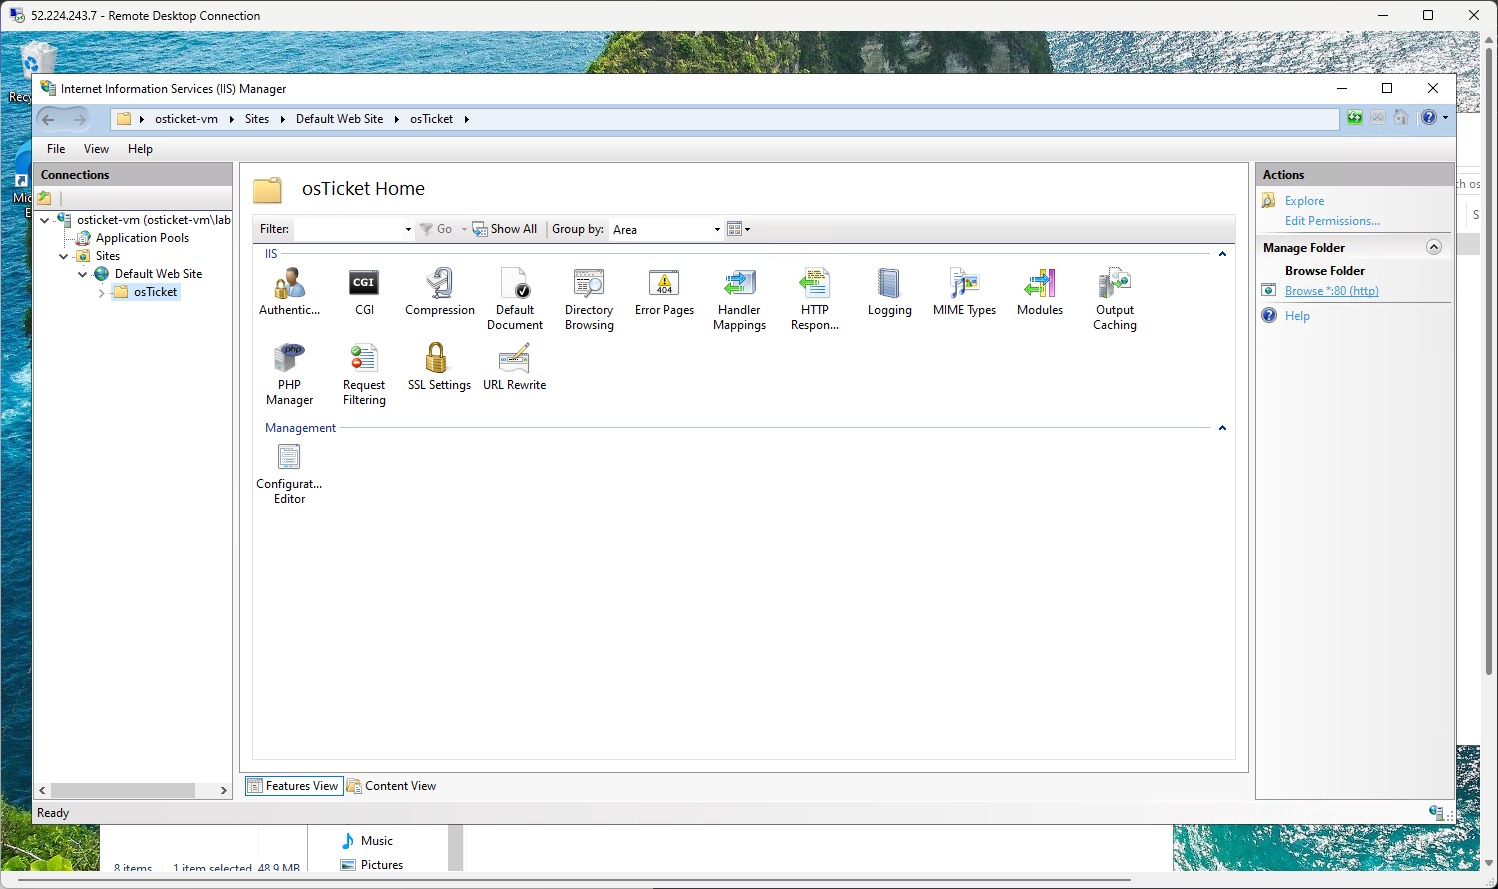 52.224.243.7 - Remote Desktop Connection
Internet Information Services (IIS) Manager
osticket-vm Sites Default Web Site osTicket
File View Help
Connections
osticket-vm (osticket-vm\lab
Application Pools
Sites
Default Web Site
osTicket
osTicket Home
Filter: Go Show All Group by: Area
IIS
Authentic...
CGI
Compression
Default Document
Directory Browsing
Error Pages
Handler Mappings
HTTP Respon...
Logging
MIME Types
Modules
Output Caching
PHP Manager
Request Filtering
SSL Settings
URL Rewrite
Management
Configurat... Editor
Features View Content View
Actions
Explore
Edit Permissions...
Manage Folder
Browse Folder
Browse *:80 (http)
Help
Ready
Music
8 items 1 item selected 48.9 MB
Pictures